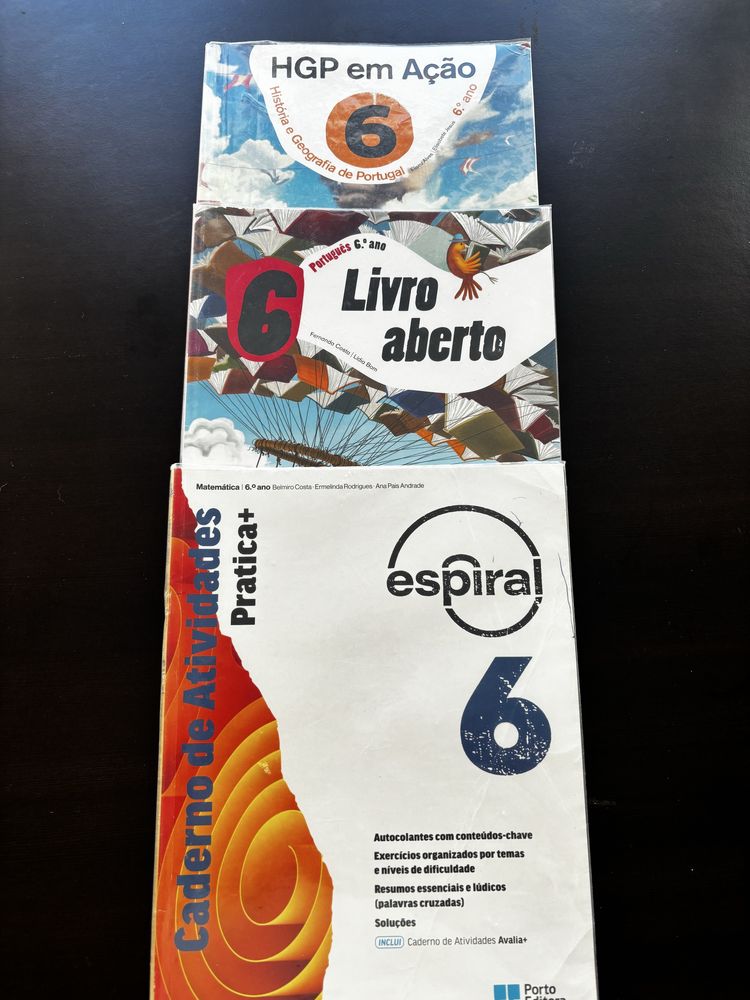 HGP em Ação
6
História e Geografia de Portugal 6.º ano
Português 6.º ano
6
Livro
aberto
Fernanda Costa | Lídia Bom
Matemática | 6.º ano Belmiro Costa · Ermelinda Rodrigues · Ana Pais Andrade
Caderno de Atividades
Pratica+
espiral
6
Autocolantes com conteúdos-chave
Exercícios organizados por temas
e níveis de dificuldade
Resumos essenciais e lúdicos
(palavras cruzadas)
Soluções
INCLUI Caderno de Atividades Avalia+
Porto
Editora